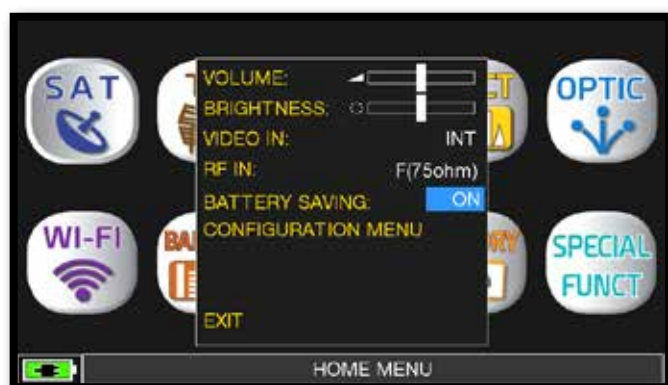 SAT
OPTIC
VOLUME:
BRIGHTNESS:
VIDEO IN: INT
RF IN: F(75ohm)
BATTERY SAVING: ON
CONFIGURATION MENU
EXIT
WI-FI
SPECIAL
FUNCT
HOME MENU